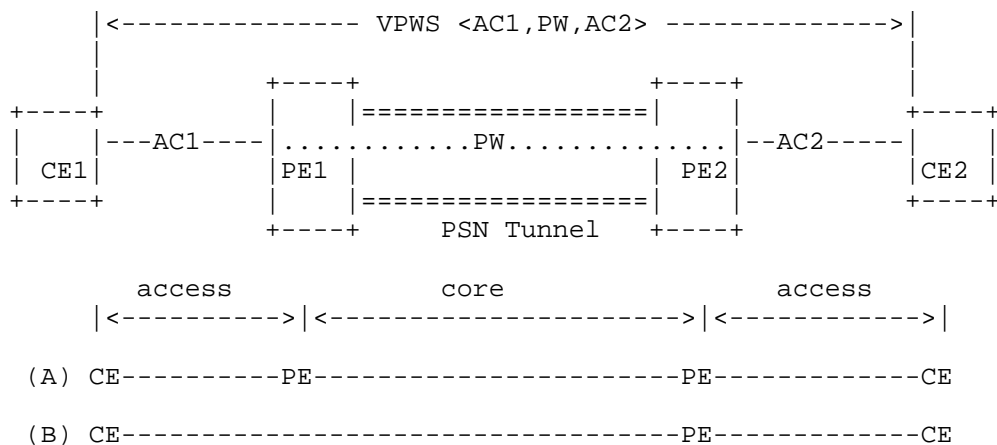 |<--------------- VPWS <AC1,PW,AC2> -------------->|
|                                                  |
|                                                  |
|          +----+                  +----+          |
+----+     |    |==================|    |     +----+
|    |---AC1----|............PW..............|--AC2-----|    |
| CE1|     |PE1 |                  | PE2|     |CE2 |
+----+     |    |==================|    |     +----+
+----+     PSN Tunnel   +----+
access core access
|<---------->|<---------------------->|<------------>|
(A) CE----------PE-----------------------PE-------------CE
(B) CE-----------------------------------PE-------------CE